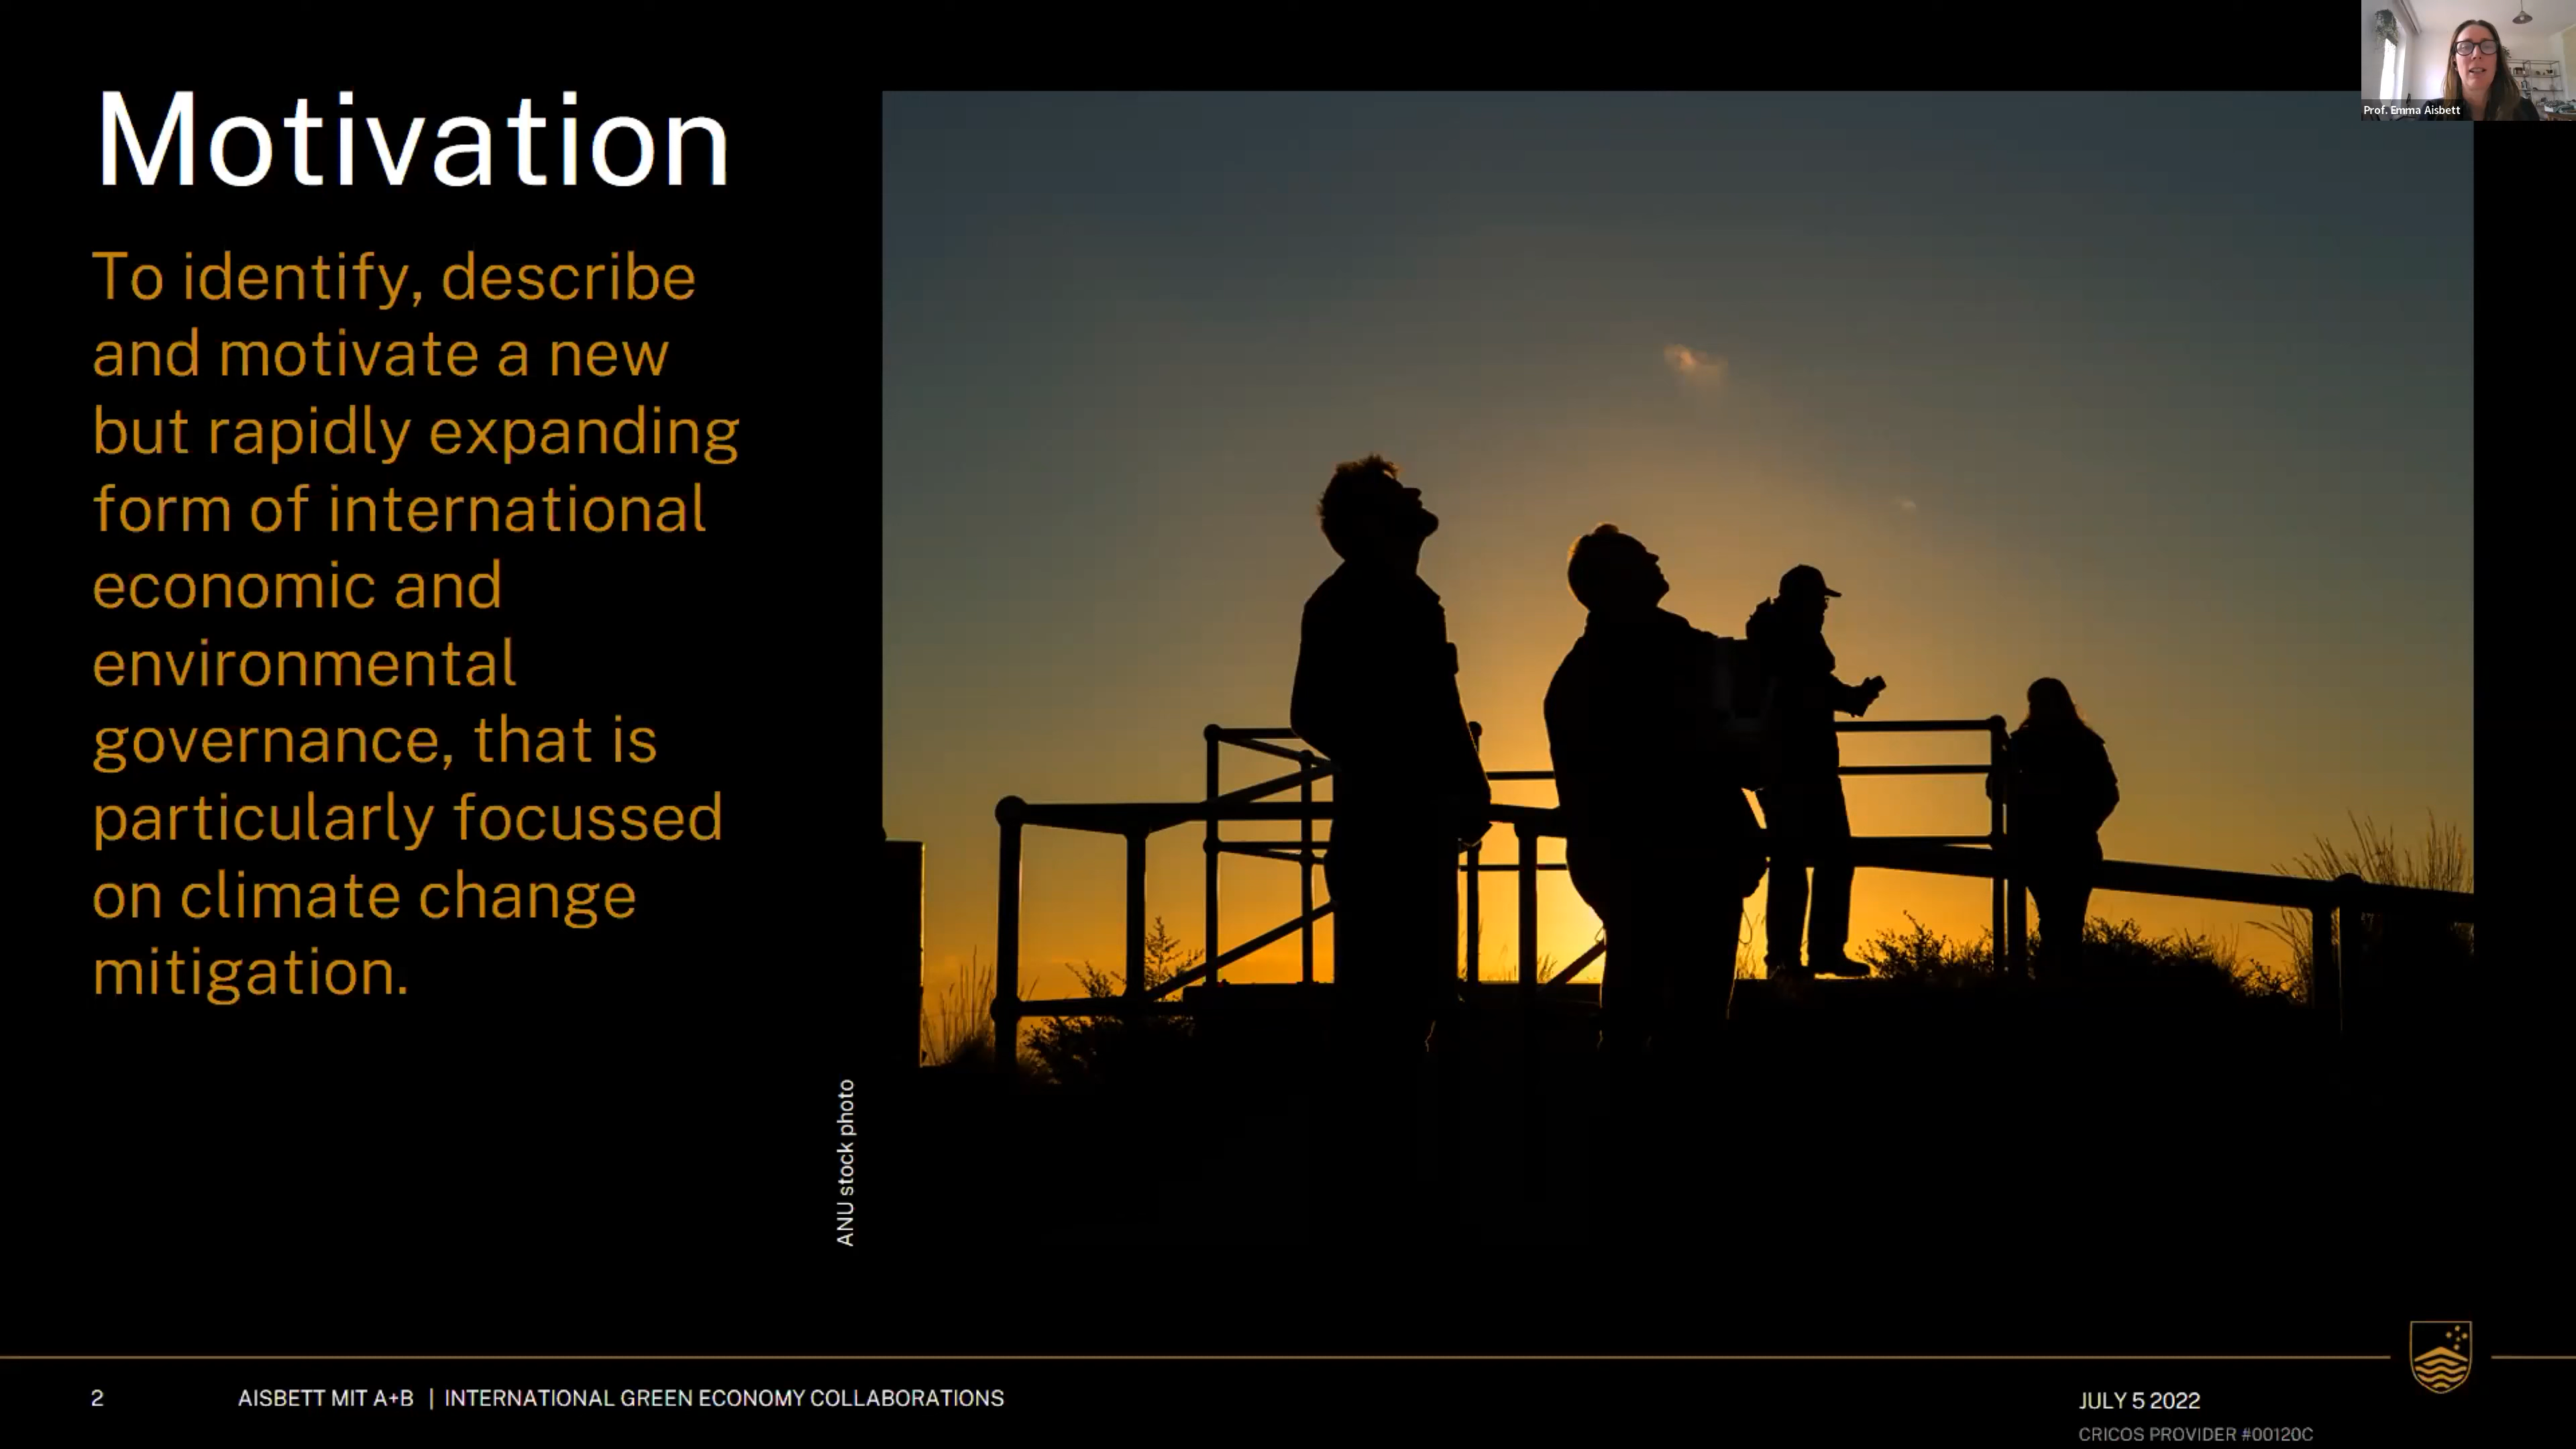 Prof. Emma Aisbett
Motivation
To identify, describe
and motivate a new
but rapidly expanding
form of international
economic and
environmental
governance, that is
particularly focussed
on climate change
mitigation.
ANU stock photo
2
AISBETT MIT A+B | INTERNATIONAL GREEN ECONOMY COLLABORATIONS
JULY 5 2022
CRICOS PROVIDER #00120C